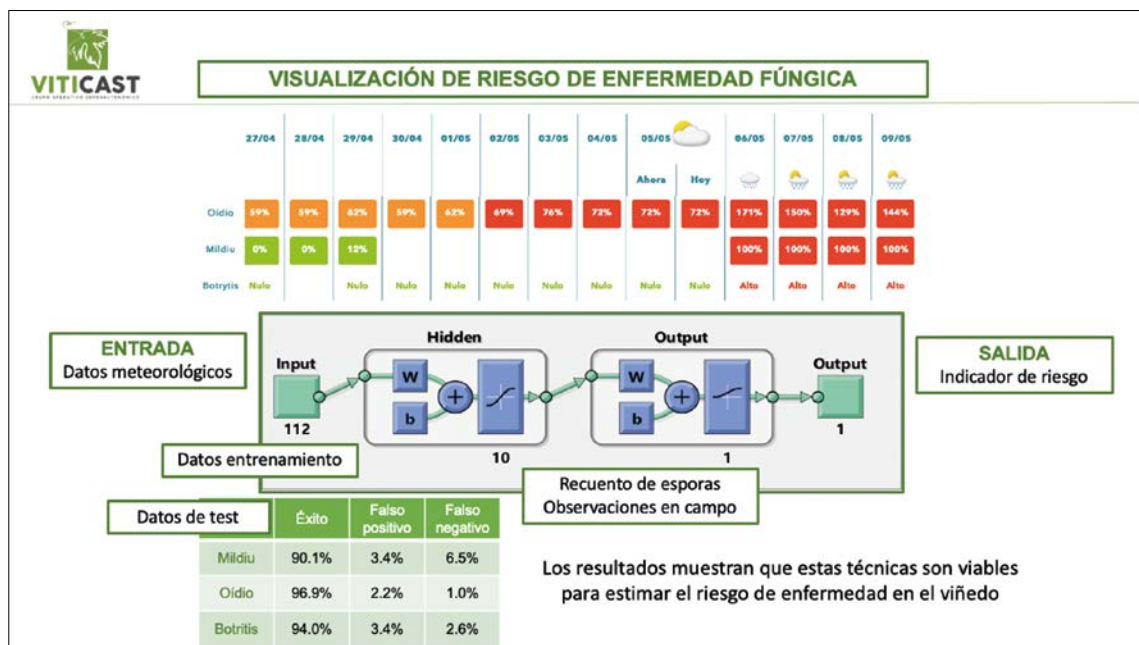 VITICAST
VISUALIZACIÓN DE RIESGO DE ENFERMEDAD FÚNGICA
27/04 28/04 29/04 30/04 01/05 02/05 03/05 04/05 05/05 06/05 07/05 08/05 09/05
Ahora Hoy
Oídio 59% 59% 62% 59% 62% 69% 76% 72% 72% 72% 171% 150% 129% 144%
Mildiu 0% 0% 12% 100% 100% 100% 100%
Botrytis Nulo Nulo Nulo Nulo Nulo Nulo Nulo Nulo Nulo Alto Alto Alto Alto
ENTRADA
Datos meteorológicos
Input
112
Hidden
W
b
10
Output
W
b
1
Output
1
SALIDA
Indicador de riesgo
Datos entrenamiento
Recuento de esporas
Observaciones en campo
Datos de test Éxito Falso positivo Falso negativo
Mildiu 90.1% 3.4% 6.5%
Oídio 96.9% 2.2% 1.0%
Botritis 94.0% 3.4% 2.6%
Los resultados muestran que estas técnicas son viables
para estimar el riesgo de enfermedad en el viñedo